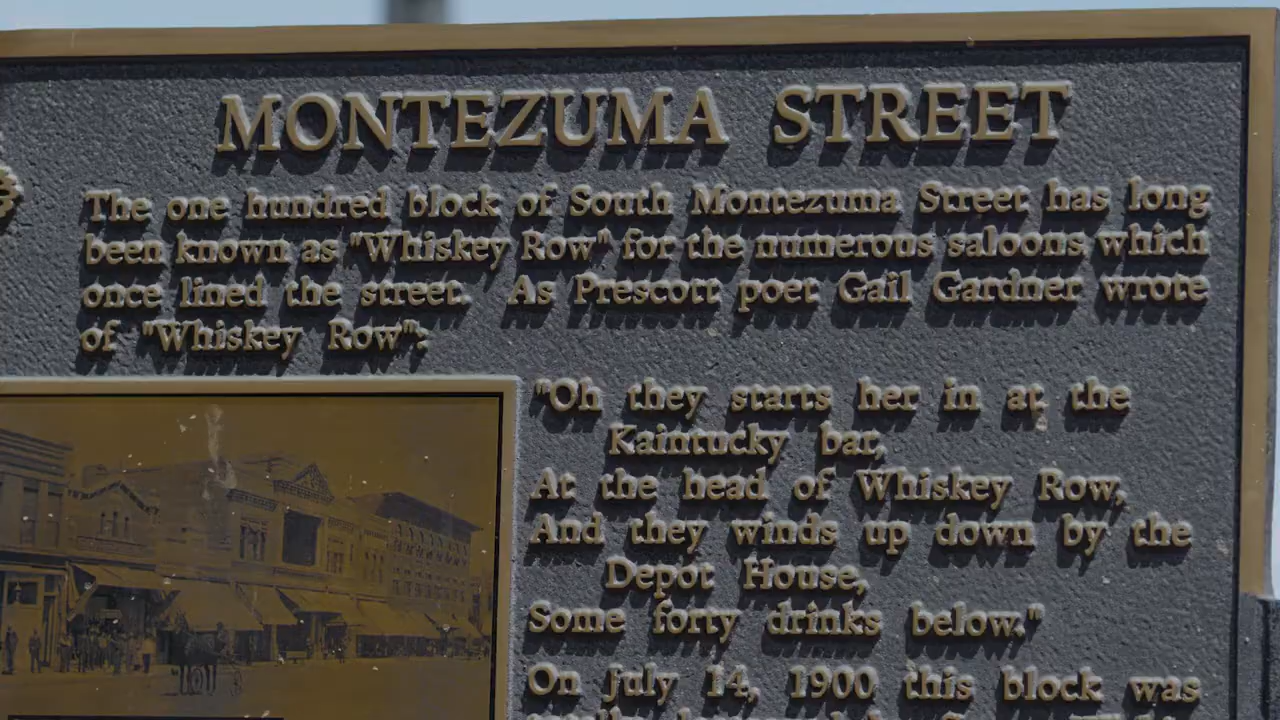 MONTEZUMA STREET
The one hundred block of South Montezuma Street has long
been known as "Whiskey Row" for the numerous saloons which
once lined the street. As Prescott poet Gail Gardner wrote
of "Whiskey Row":
"Oh they starts her in at the
Kaintucky bar,
At the head of Whiskey Row,
And they winds up down by the
Depot House,
Some forty drinks below."
On July 14, 1900 this block was